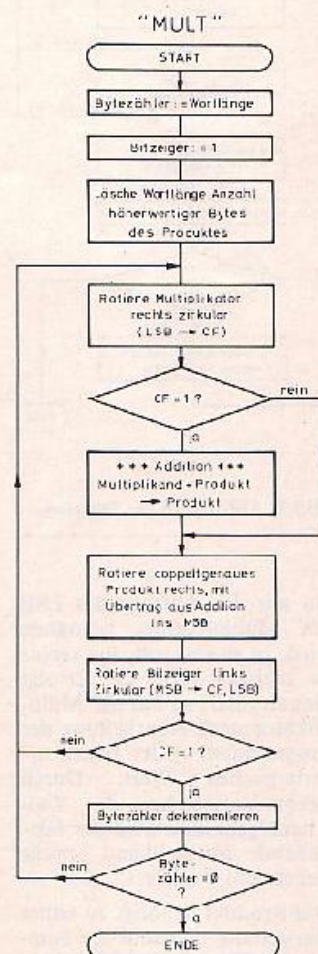 "MULT"
START
Bytezähler:=Wortlänge
Bitzeiger:=1
Lösche Wortlänge Anzahl
höherwertiger Bytes
des Produktes
Rotiere Multiplikator
rechts zirkular
(LSB → CF)
CF=1?
nein
ja
*** Addition ***
Multiplikand+Produkt
→ Produkt
Rotiere doppeltgenaues
Produkt rechts, mit
Übertrag aus Addition
ins MSB
Rotiere Bitzeiger links
Zirkular (MSB → CF, LSB)
nein
CF=1?
ja
Bytezähler dekrementieren
nein
Byte-
zähler=0
?
ENDE